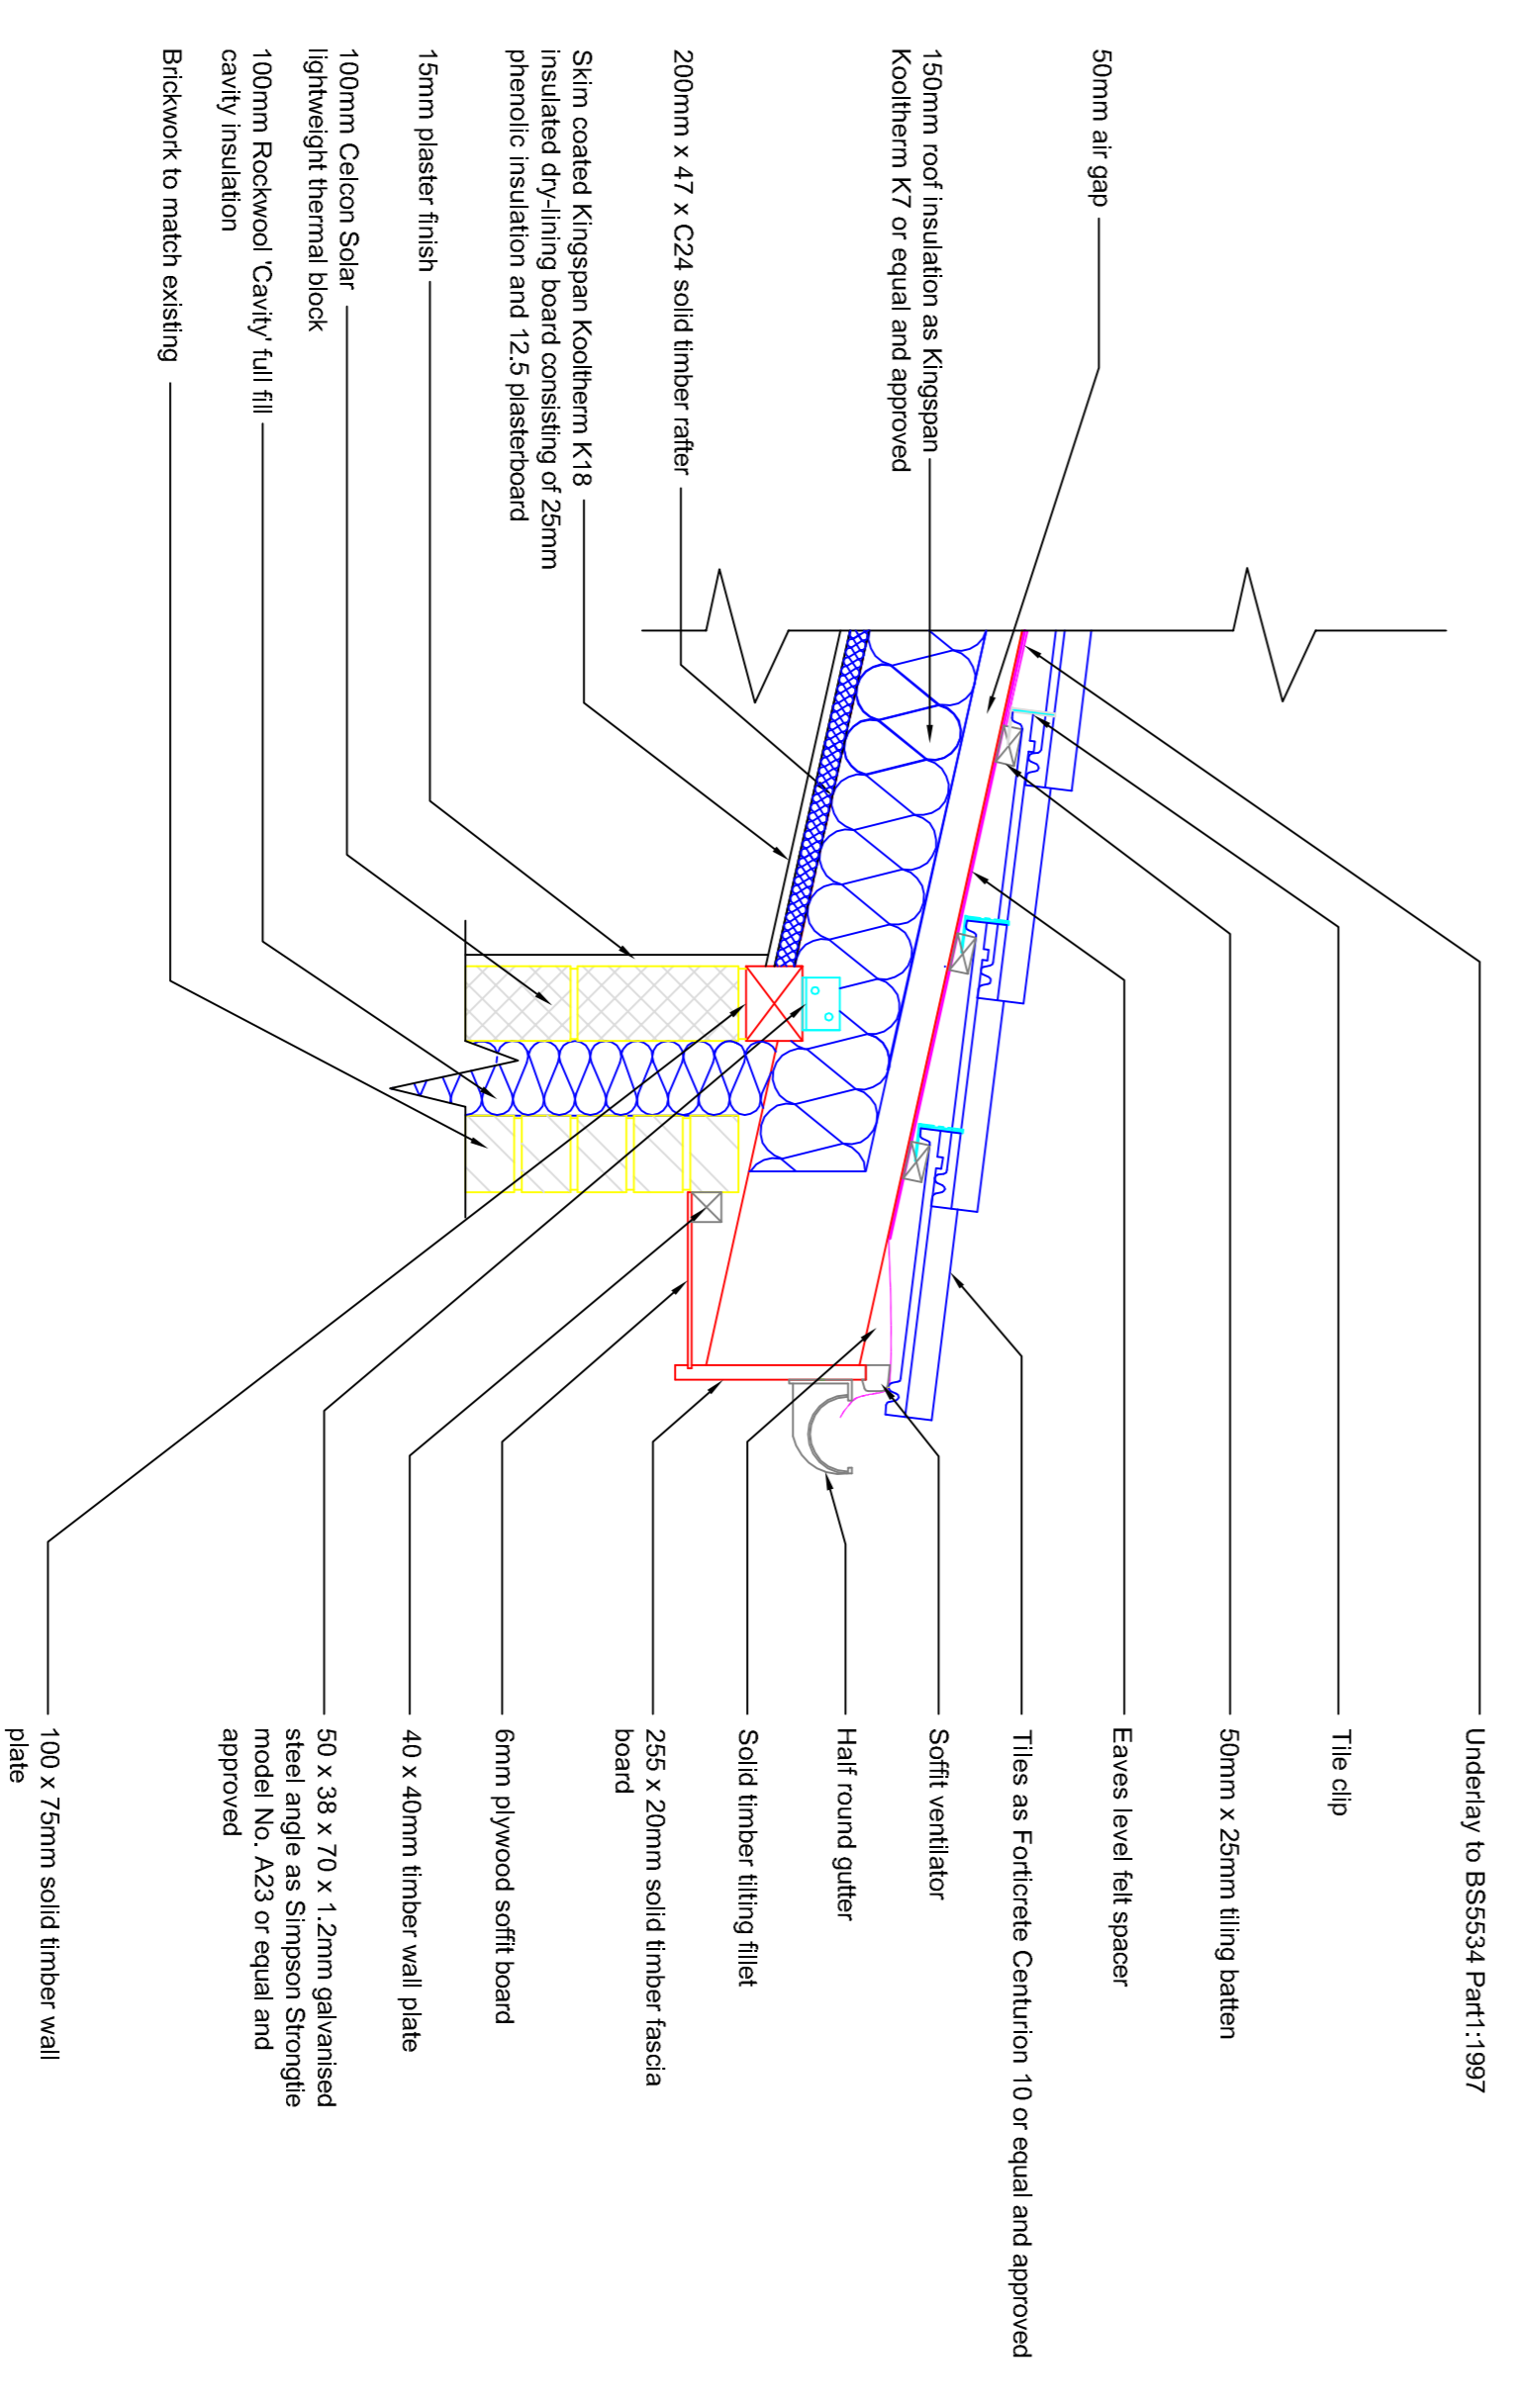 50mm air gap
150mm roof insulation as Kingspan
Kooltherm K7 or equal and approved
200mm x 47 x C24 solid timber rafter
Skim coated Kingspan Kooltherm K18
insulated dry-lining board consisting of 25mm
phenolic insulation and 12.5 plasterboard
15mm plaster finish
100mm Celcon Solar
lightweight thermal block
100mm Rockwool 'Cavity' full fill
cavity insulation
Brickwork to match existing
Underlay to BS5534 Part1:1997
Tile clip
50mm x 25mm tiling batten
Eaves level felt spacer
Tiles as Forticrete Centurion 10 or equal and approved
Soffit ventilator
Half round gutter
Solid timber tilting fillet
255 x 20mm solid timber fascia
board
6mm plywood soffit board
40 x 40mm timber wall plate
50 x 38 x 70 x 1.2mm galvanised
steel angle as Simpson Strongtie
model No. A23 or equal and
approved
100 x 75mm solid timber wall
plate